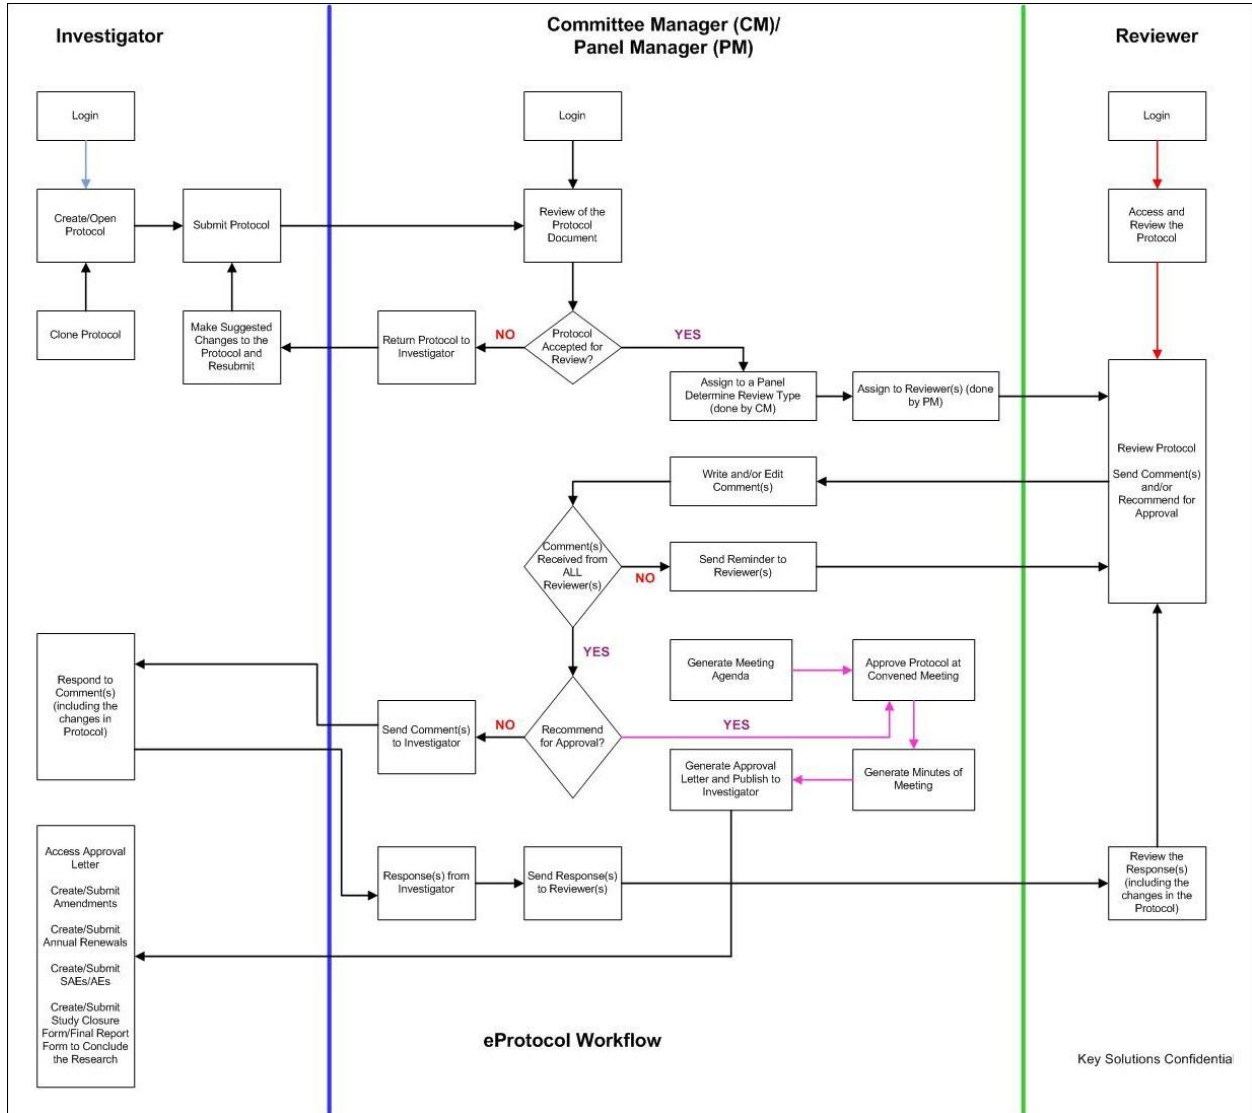 Investigator
Committee Manager (CM)/
Panel Manager (PM)
Reviewer
Login
Login
Login
Create/Open
Protocol
Submit Protocol
Review of the
Protocol
Document
Access and
Review the
Protocol
Clone Protocol
Make Suggested
Changes to the
Protocol and
Resubmit
Return Protocol to
Investigator
NO
Protocol
Accepted for
Review?
YES
Assign to a Panel
Determine Review Type
(done by CM)
Assign to Reviewer(s) (done
by PM)
Review Protocol
Send Comment(s)
and/or
Recommend for
Approval
Write and/or Edit
Comment(s)
Comment(s)
Received from
ALL
Reviewer(s)
NO
Send Reminder to
Reviewer(s)
YES
Respond to
Comment(s)
(including the
changes in
Protocol)
Send Comment(s)
to Investigator
NO
Recommend
for Approval?
YES
Generate Meeting
Agenda
Approve Protocol at
Convened Meeting
Generate Approval
Letter and Publish to
Investigator
Generate Minutes of
Meeting
Access Approval
Letter
Create/Submit
Amendments
Create/Submit
Annual Renewals
Create/Submit
SAEs/AEs
Create/Submit
Study Closure
Form/Final Report
Form to Conclude
the Research
Response(s) from
Investigator
Send Response(s)
to Reviewer(s)
Review the
Response(s)
(including the
changes in the
Protocol)
eProtocol Workflow
Key Solutions Confidential